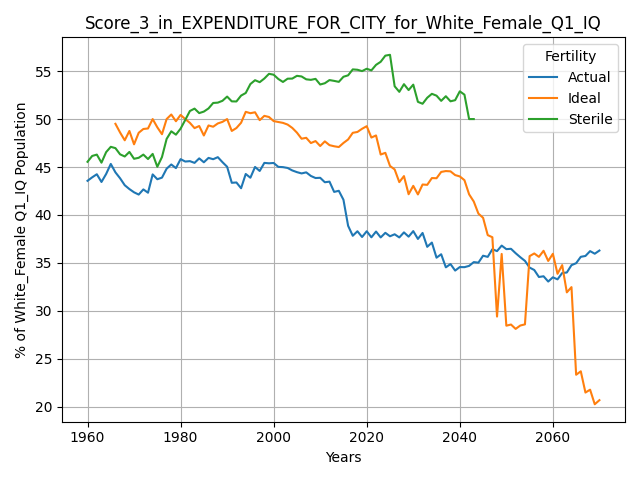 Score_3_in_EXPENDITURE_FOR_CITY_for_White_Female_Q1_IQ
Fertility
Actual
Ideal
Sterile
% of White_Female Q1_IQ Population
55
50
45
40
35
30
25
20
1960
1980
2000
2020
2040
2060
Years